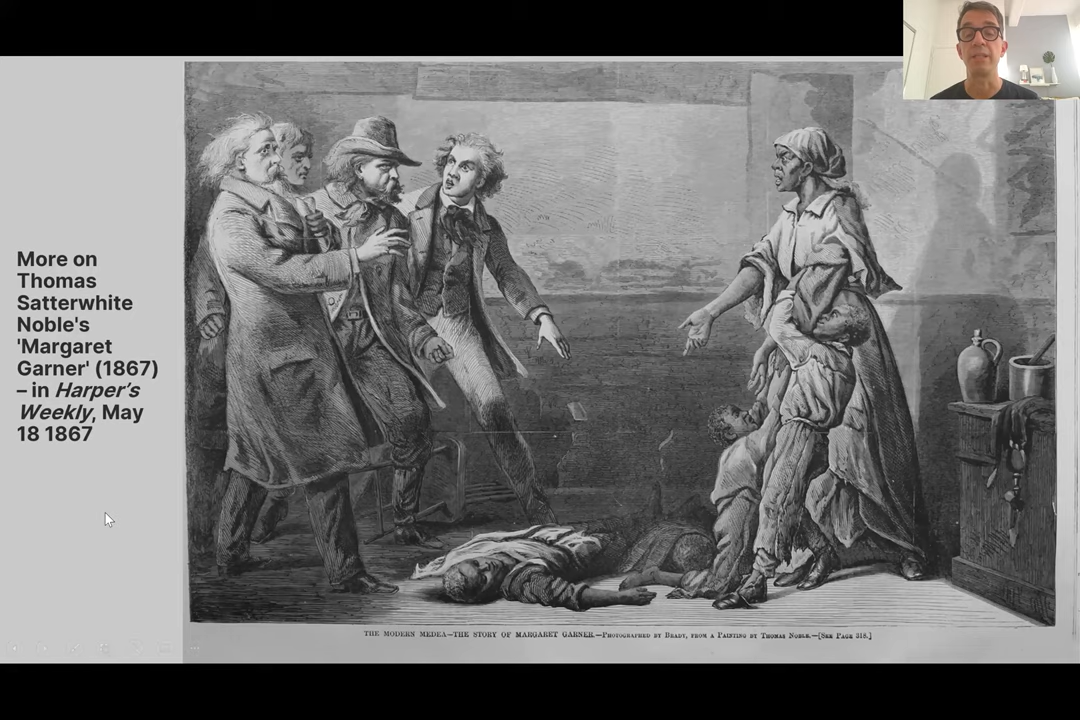 More on
Thomas
Satterwhite
Noble's
'Margaret
Garner' (1867)
– in Harper's
Weekly, May
18 1867
THE MODERN MEDEA—THE STORY OF MARGARET GARNER.—Photographed by Brady, from a Painting by Thomas Noble.—[See Page 318.]